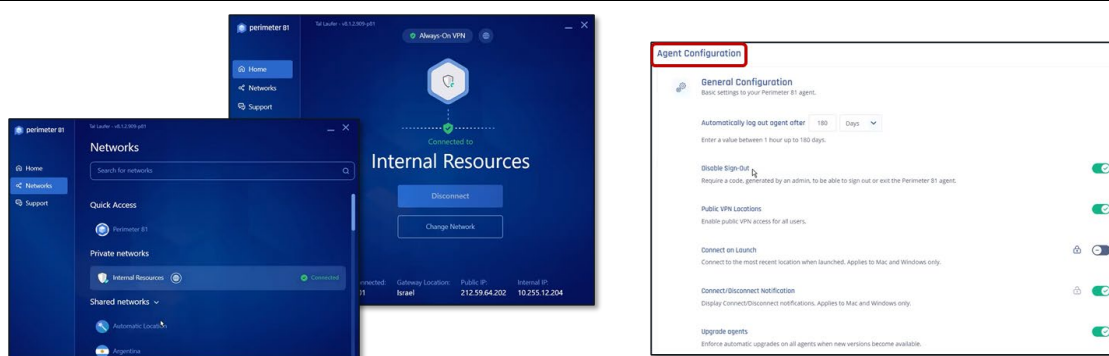 perimeter 81
Tal Laufer - v8.1.2.909-p81
Always-On VPN
Home
Networks
Support
Connected to
Internal Resources
Disconnect
Change Network
Gateway Location:
Public IP:
Internal IP:
Israel
212.59.64.202
10.255.12.204
perimeter 81
Tal Laufer - v8.1.2.909-p81
Home
Networks
Support
Networks
Search for networks
Quick Access
Perimeter 81
Private networks
Internal Resources
Connected
Shared networks
Automatic Location
Argentina
Agent Configuration
General Configuration
Basic settings to your Perimeter 81 agent.
Automatically log out agent after 180 Days
Enter a value between 1 hour up to 180 days.
Disable Sign-Out
Require a code, generated by an admin, to be able to sign out or exit the Perimeter 81 agent.
Public VPN Locations
Enable public VPN access for all users.
Connect on Launch
Connect to the most recent location when launched. Applies to Mac and Windows only.
Connect/Disconnect Notification
Display Connect/Disconnect notifications, Applies to Mac and Windows only.
Upgrade agents
Enforce automatic upgrades on all agents when new versions become available.